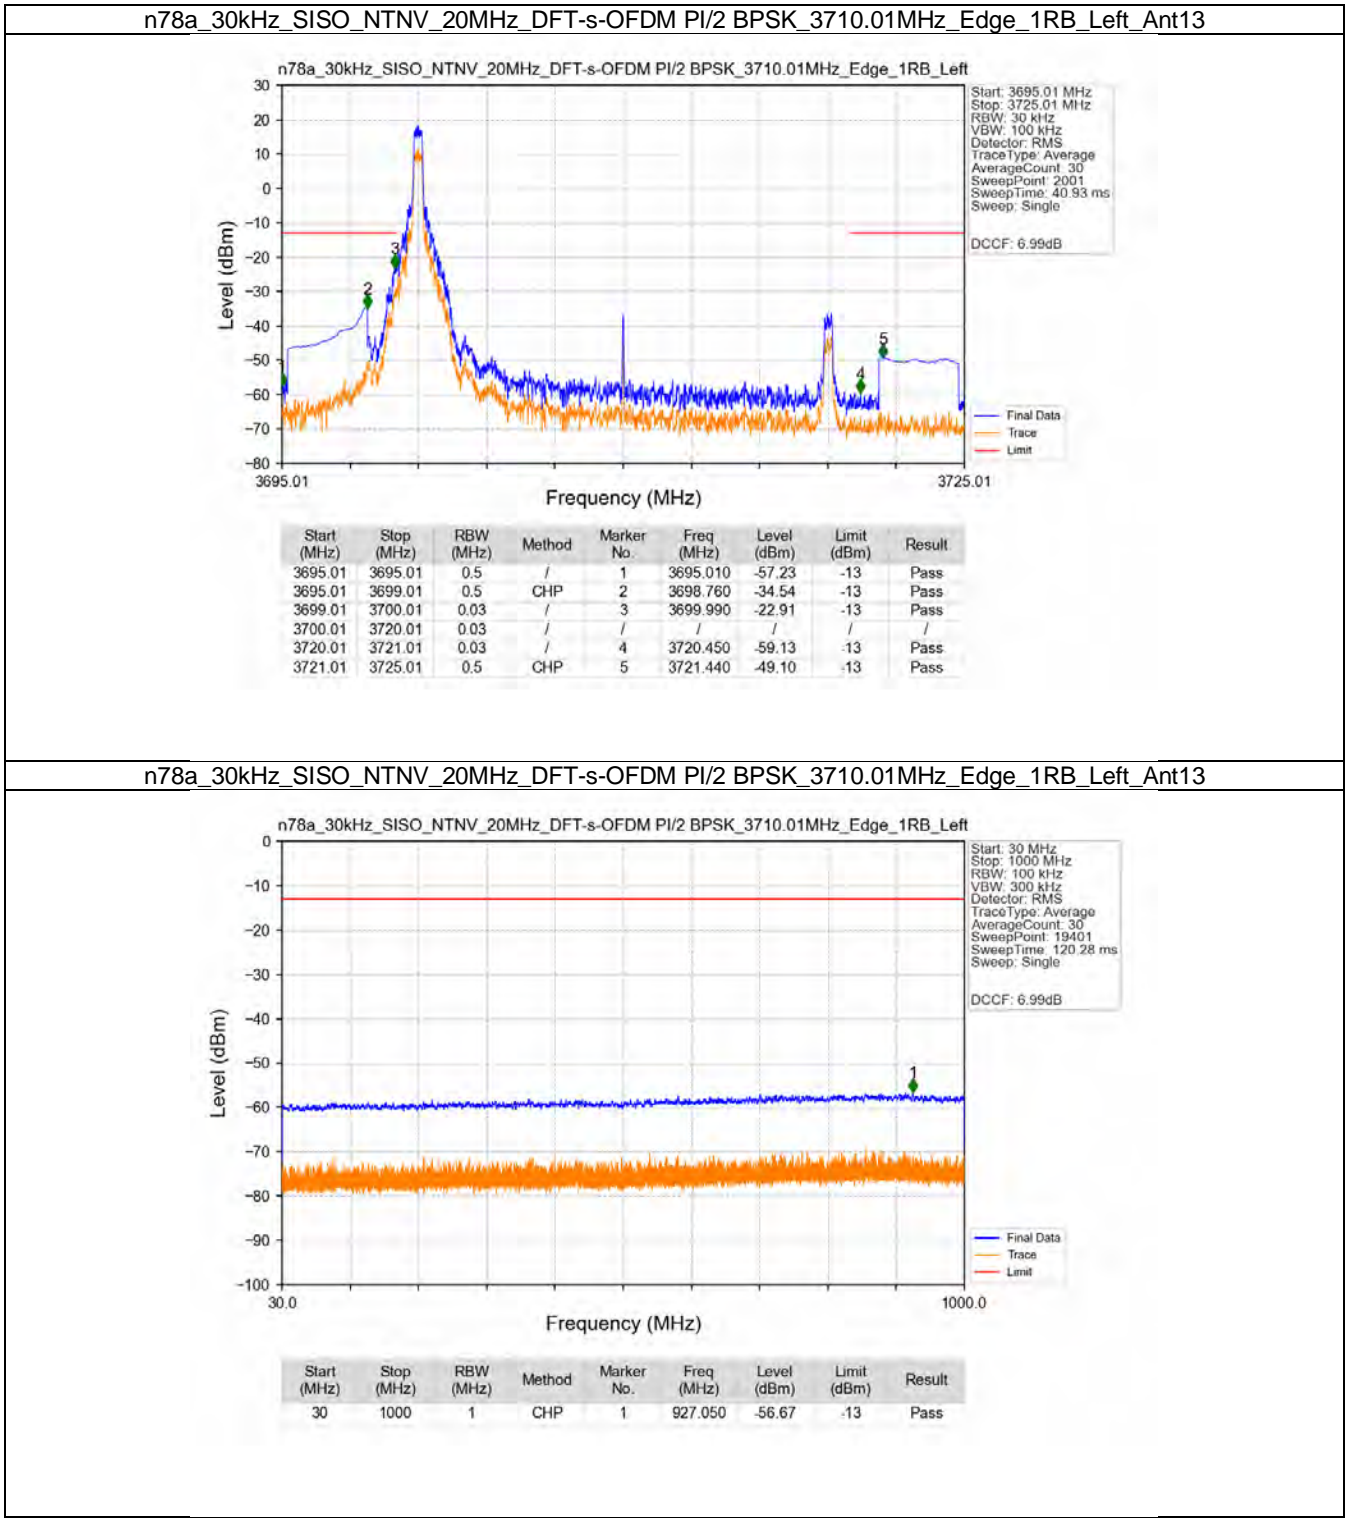 n78a_30kHz_SISO_NTNV_20MHz_DFT-s-OFDM PI/2 BPSK_3710.01MHz_Edge_1RB_Left_Ant13
n78a_30kHz_SISO_NTNV_20MHz_DFT-s-OFDM PI/2 BPSK_3710.01MHz_Edge_1RB_Left
30
20
10
0
−10
−20
−30
−40
−50
−60
−70
−80
Level (dBm)
2
3
4
5
3695.01
3725.01
Frequency (MHz)
Start: 3695.01 MHz
Stop: 3725.01 MHz
RBW: 30 kHz
VBW: 100 kHz
Detector: RMS
TraceType: Average
AverageCount: 30
SweepPoint: 2001
SweepTime: 40.93 ms
Sweep: Single
DCCF: 6.99dB
Final Data
Trace
Limit
Start (MHz) Stop (MHz) RBW (MHz) Method Marker No. Freq (MHz) Level (dBm) Limit (dBm) Result
3695.01 3695.01 0.5 / 1 3695.010 -57.23 -13 Pass
3695.01 3699.01 0.5 CHP 2 3698.760 -34.54 -13 Pass
3699.01 3700.01 0.03 / 3 3699.990 -22.91 -13 Pass
3700.01 3720.01 0.03 / / / / / /
3720.01 3721.01 0.03 / 4 3720.450 -59.13 -13 Pass
3721.01 3725.01 0.5 CHP 5 3721.440 -49.10 -13 Pass
n78a_30kHz_SISO_NTNV_20MHz_DFT-s-OFDM PI/2 BPSK_3710.01MHz_Edge_1RB_Left_Ant13
n78a_30kHz_SISO_NTNV_20MHz_DFT-s-OFDM PI/2 BPSK_3710.01MHz_Edge_1RB_Left
0
−10
−20
−30
−40
−50
−60
−70
−80
−90
−100
Level (dBm)
1
30.0
1000.0
Frequency (MHz)
Start: 30 MHz
Stop: 1000 MHz
RBW: 100 kHz
VBW: 300 kHz
Detector: RMS
TraceType: Average
AverageCount: 30
SweepPoint: 19401
SweepTime: 120.28 ms
Sweep: Single
DCCF: 6.99dB
Final Data
Trace
Limit
Start (MHz) Stop (MHz) RBW (MHz) Method Marker No. Freq (MHz) Level (dBm) Limit (dBm) Result
30 1000 1 CHP 1 927.050 -56.67 -13 Pass